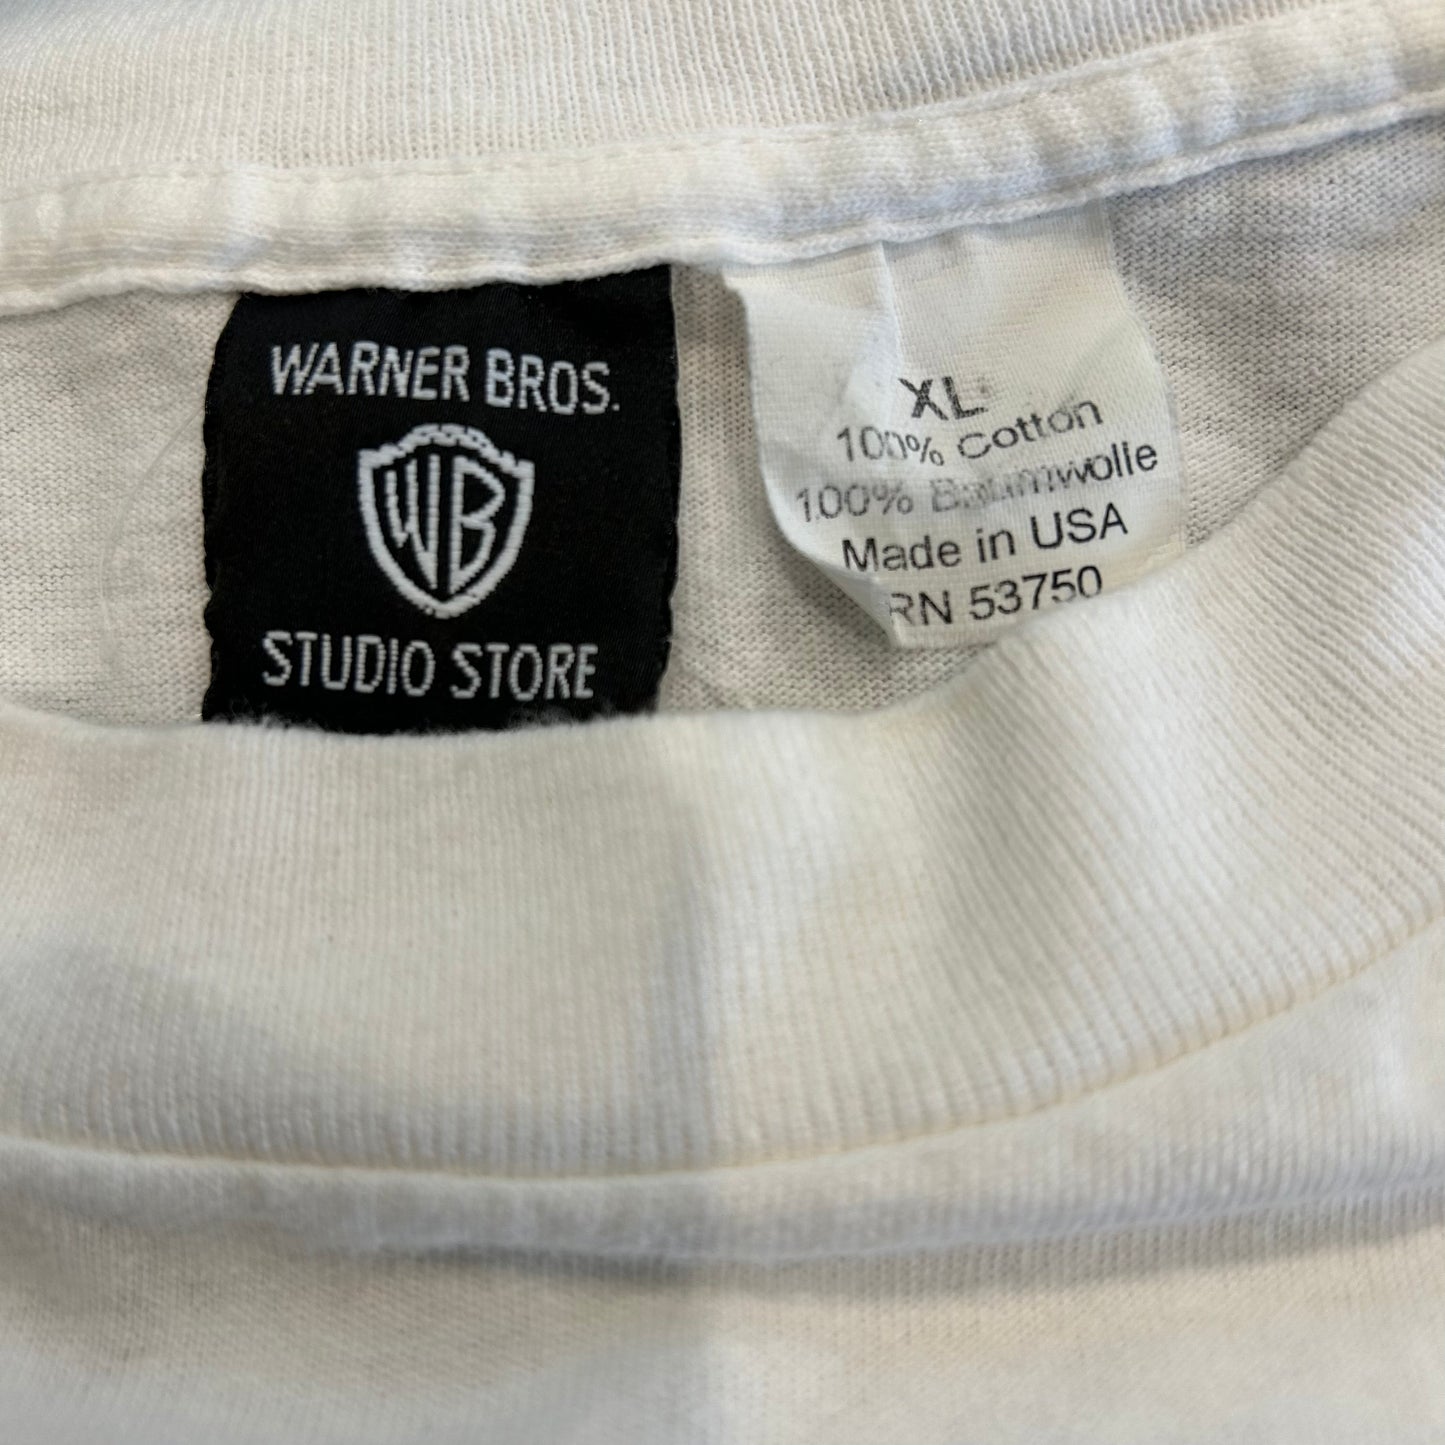 WARNER BROS.
WB
STUDIO STORE
XL
100% Cotton
100% Baumwolle
Made in USA
RN 53750